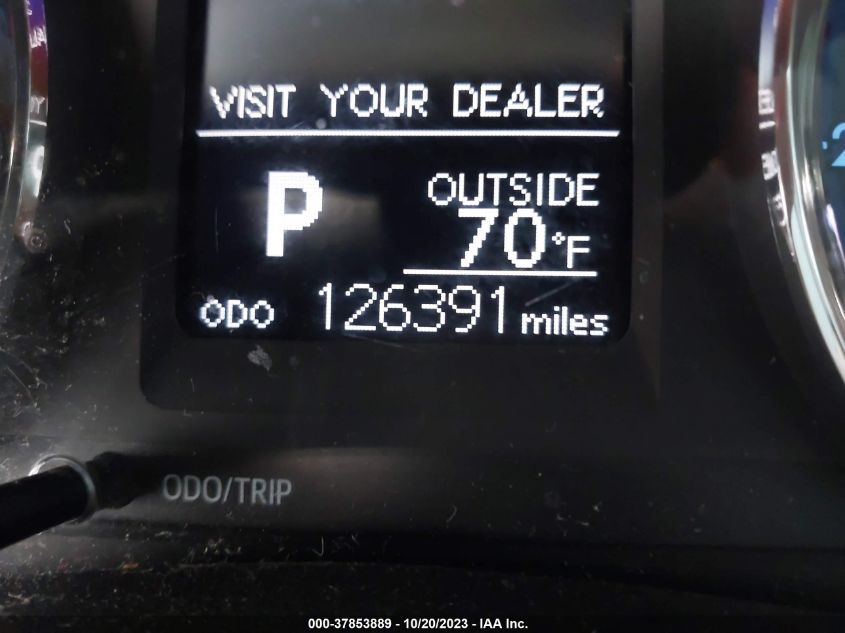 VISIT YOUR DEALER
P
OUTSIDE
70°F
ODO 126391 miles
ODO/TRIP
000-37853889 - 10/20/2023 - IAA Inc.